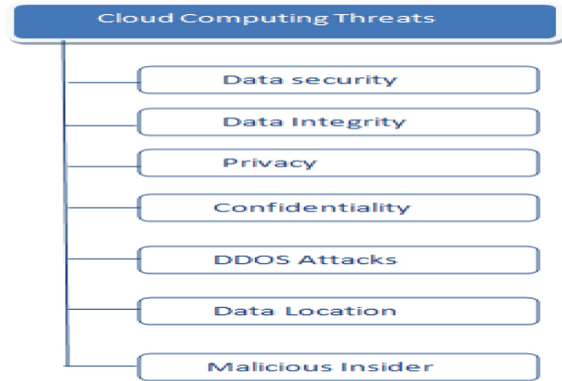 Cloud Computing Threats
Data security
Data Integrity
Privacy
Confidentiality
DDOS Attacks
Data Location
Malicious Insider